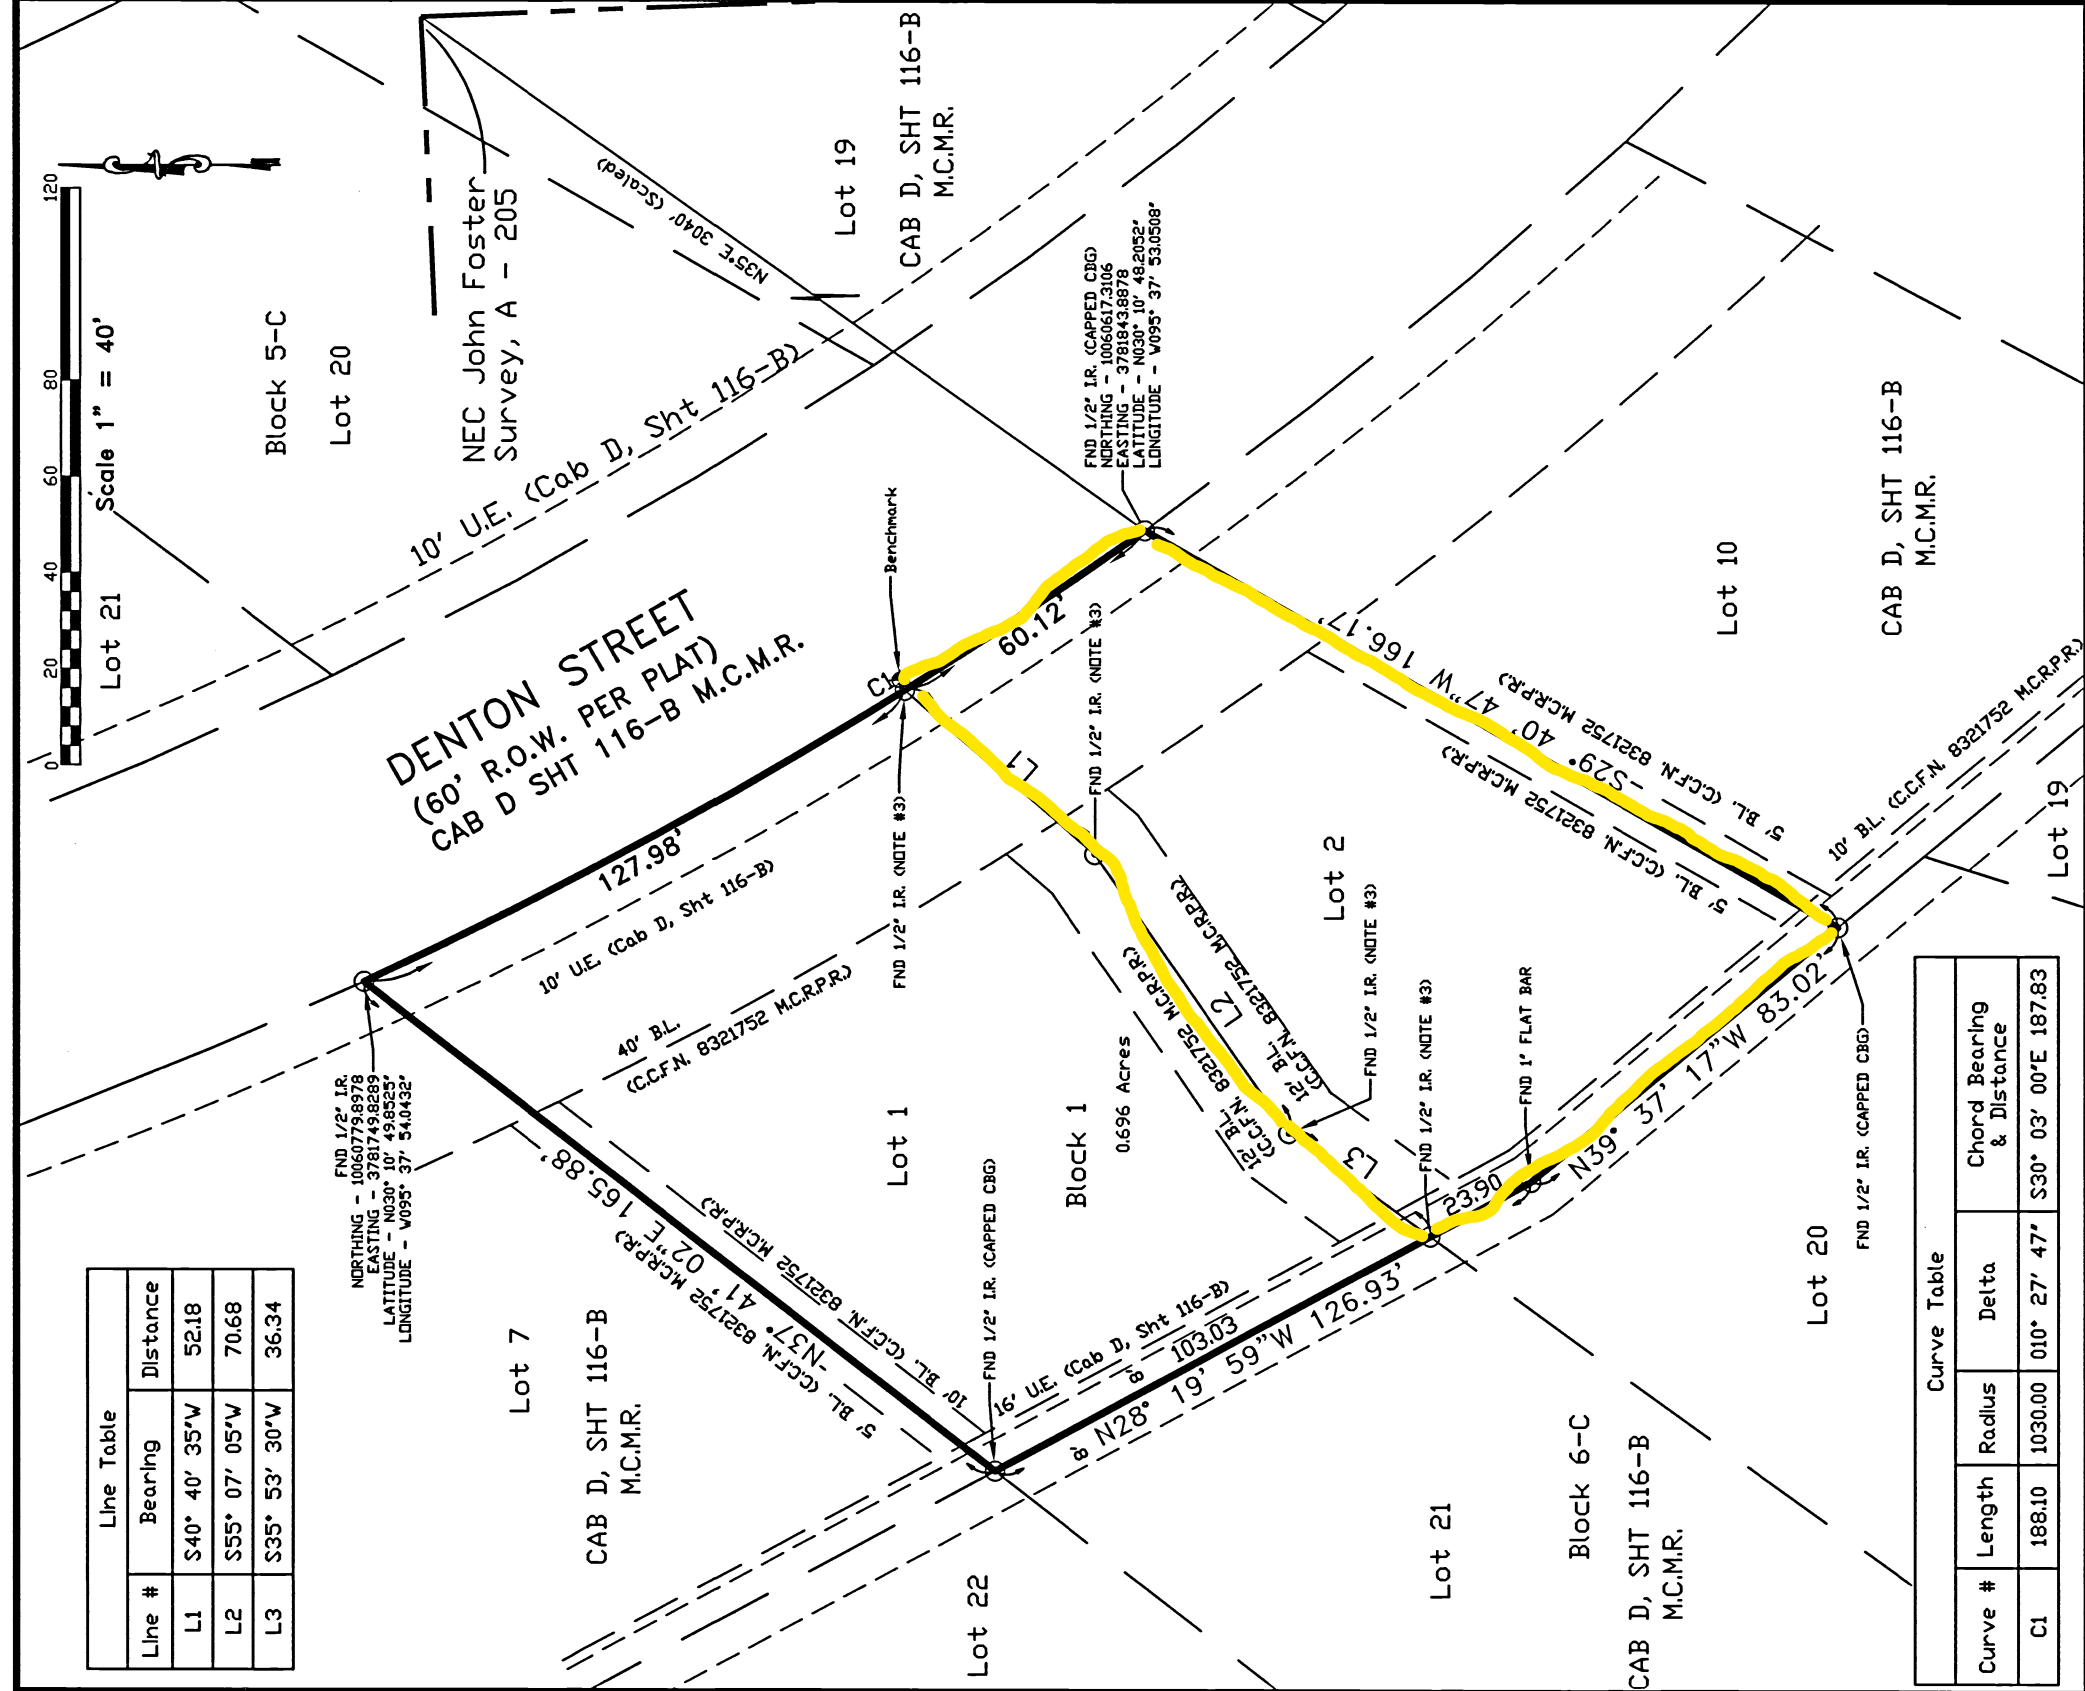 0
20
40
60
80
120
Scale 1" = 40'
Lot 21
Block 5-C
Lot 20
NEC John Foster
Survey, A - 205
N35°E 3040' (Scaled)
Lot 19
CAB D, SHT 116-B
M.C.M.R.
10' U.E. (Cab D, Sht 116-B)
DENTON STREET
(60' R.O.W. PER PLAT)
CAB D SHT 116-B M.C.M.R.
Benchmark
C1
60.12'
127.98'
FND 1/2" I.R. (CAPPED CBG)
NORTHING - 10060617.3106
EASTING - 3781843.8878
LATITUDE - N030° 10' 48.2052"
LONGITUDE - W095° 37' 53.0508"
FND 1/2" I.R. (NOTE #3)
FND 1/2" I.R. (NOTE #3)
L1
10' U.E. (Cab D, Sht 116-B)
40' B.L.
(C.C.F.N. 8321752 M.C.R.P.R.)
FND 1/2" I.R.
NORTHING - 10060779.8978
EASTING - 3781749.8289
LATITUDE - N030° 10' 49.8525"
LONGITUDE - W095° 37' 54.0432"
S29° 40' 47"W 166.17'
5' B.L. (C.C.F.N. 8321752 M.C.R.P.R.)
5' B.L. (C.C.F.N. 8321752 M.C.R.P.R.)
Lot 10
CAB D, SHT 116-B
M.C.M.R.
10' B.L. (C.C.F.N. 8321752 M.C.R.P.R.)
Lot 19
Lot 2
L2
12' B.L.
(C.C.F.N. 8321752 M.C.R.P.R.)
12' B.L.
(C.C.F.N. 8321752 M.C.R.P.R.)
FND 1/2" I.R. (NOTE #3)
FND 1/2" I.R. (NOTE #3)
FND 1" FLAT BAR
L3
23.90
N39° 37' 17"W 83.02'
FND 1/2" I.R. (CAPPED CBG)
Lot 1
Block 1
0.696 Acres
N37° 41' 02"E 165.88'
5' B.L. (C.C.F.N. 8321752 M.C.R.P.R.)
10' B.L. (C.C.F.N. 8321752 M.C.R.P.R.)
FND 1/2" I.R. (CAPPED CBG)
16' U.E. (Cab D, Sht 116-B)
8'
103.03
8'
N28° 19' 59"W 126.93'
Lot 7
CAB D, SHT 116-B
M.C.M.R.
Lot 22
Lot 21
Block 6-C
CAB D, SHT 116-B
M.C.M.R.
Lot 20
Line Table
Line # Bearing Distance
L1 S40° 40' 35"W 52.18
L2 S55° 07' 05"W 70.68
L3 S35° 53' 30"W 36.34
Curve Table
Curve # Length Radius Delta Chord Bearing & Distance
C1 188.10 1030.00 010° 27' 47" S30° 03' 00"E 187.83